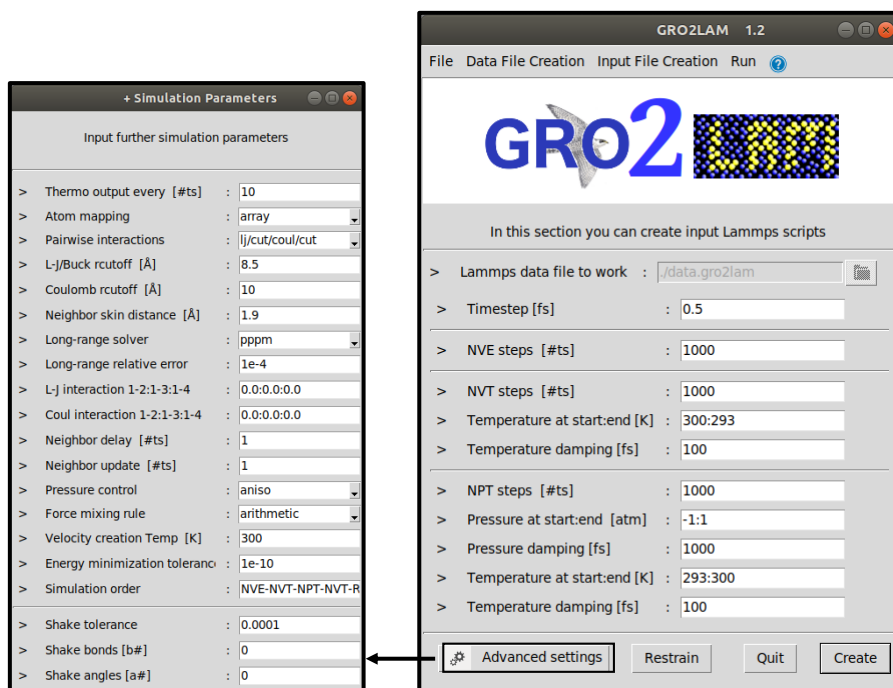 + Simulation Parameters
Input further simulation parameters
> Thermo output every [#ts] : 10
> Atom mapping : array
> Pairwise interactions : lj/cut/coul/cut
> L-J/Buck rcutoff [Å] : 8.5
> Coulomb rcutoff [Å] : 10
> Neighbor skin distance [Å] : 1.9
> Long-range solver : pppm
> Long-range relative error : 1e-4
> L-J interaction 1-2:1-3:1-4 : 0.0:0.0:0.0
> Coul interaction 1-2:1-3:1-4 : 0.0:0.0:0.0
> Neighbor delay [#ts] : 1
> Neighbor update [#ts] : 1
> Pressure control : aniso
> Force mixing rule : arithmetic
> Velocity creation Temp [K] : 300
> Energy minimization toleranc : 1e-10
> Simulation order : NVE-NVT-NPT-NVT-R
> Shake tolerance : 0.0001
> Shake bonds [b#] : 0
> Shake angles [a#] : 0
GRO2LAM 1.2
File Data File Creation Input File Creation Run ?
GRO2LAM
In this section you can create input Lammps scripts
> Lammps data file to work : ./data.gro2lam
> Timestep [fs] : 0.5
> NVE steps [#ts] : 1000
> NVT steps [#ts] : 1000
> Temperature at start:end [K] : 300:293
> Temperature damping [fs] : 100
> NPT steps [#ts] : 1000
> Pressure at start:end [atm] : -1:1
> Pressure damping [fs] : 1000
> Temperature at start:end [K] : 293:300
> Temperature damping [fs] : 100
Advanced settings Restrain Quit Create